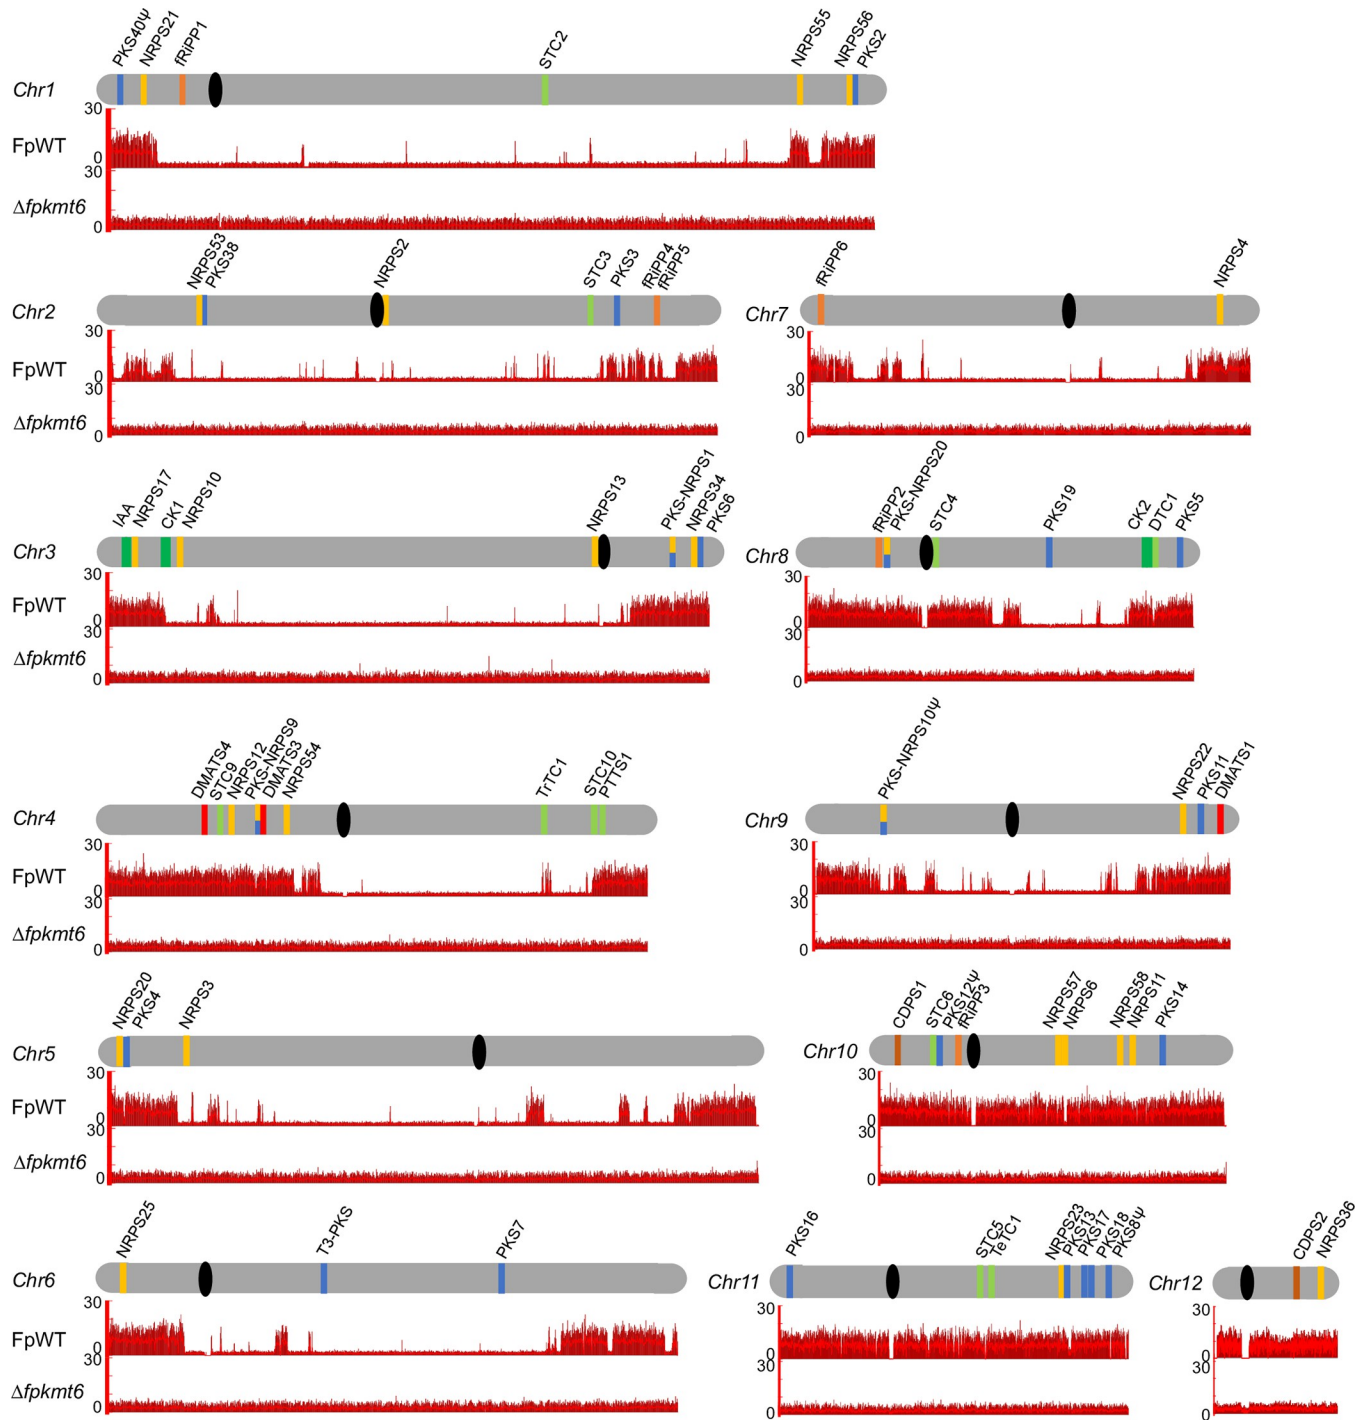 PKS40Ψ NRPS21 fRiPP1 STC2 NRPS55 NRPS56 PKS2
Chr1
30
FpWT
0
30
Δfpkmt6
0
NRPS53 PKS38 NRPS2 STC3 PKS3 fRiPP4 fRiPP5
Chr2
30
FpWT
0
30
Δfpkmt6
0
fRiPP6 NRPS4
Chr7
30
0
30
0
IAA NRPS17 CK1 NRPS10 NRPS13 PKS-NRPS1 NRPS34 PKS6
Chr3
30
FpWT
0
30
Δfpkmt6
0
fRiPP2 PKS-NRPS20 STC4 PKS19 CK2 DTC1 PKS5
Chr8
30
0
30
0
DMATS4 STC9 NRPS12 PKS-NRPS9 DMATS3 NRPS54 TrTC1 STC10 PTTS1
Chr4
30
FpWT
0
30
Δfpkmt6
0
PKS-NRPS10Ψ NRPS22 PKS11 DMATS1
Chr9
30
0
30
0
NRPS20 PKS4 NRPS3
Chr5
30
FpWT
0
30
Δfpkmt6
0
CDPS1 STC6 PKS12Ψ fRiPP3 NRPS57 NRPS6 NRPS58 NRPS11 PKS14
Chr10
30
0
30
0
NRPS25 T3-PKS PKS7
Chr6
30
FpWT
0
30
Δfpkmt6
0
PKS16 STC5 TeTC1 NRPS23 PKS13 PKS17 PKS18 PKS8Ψ
Chr11
30
0
30
0
CDPS2 NRPS36
Chr12
30
0
30
0